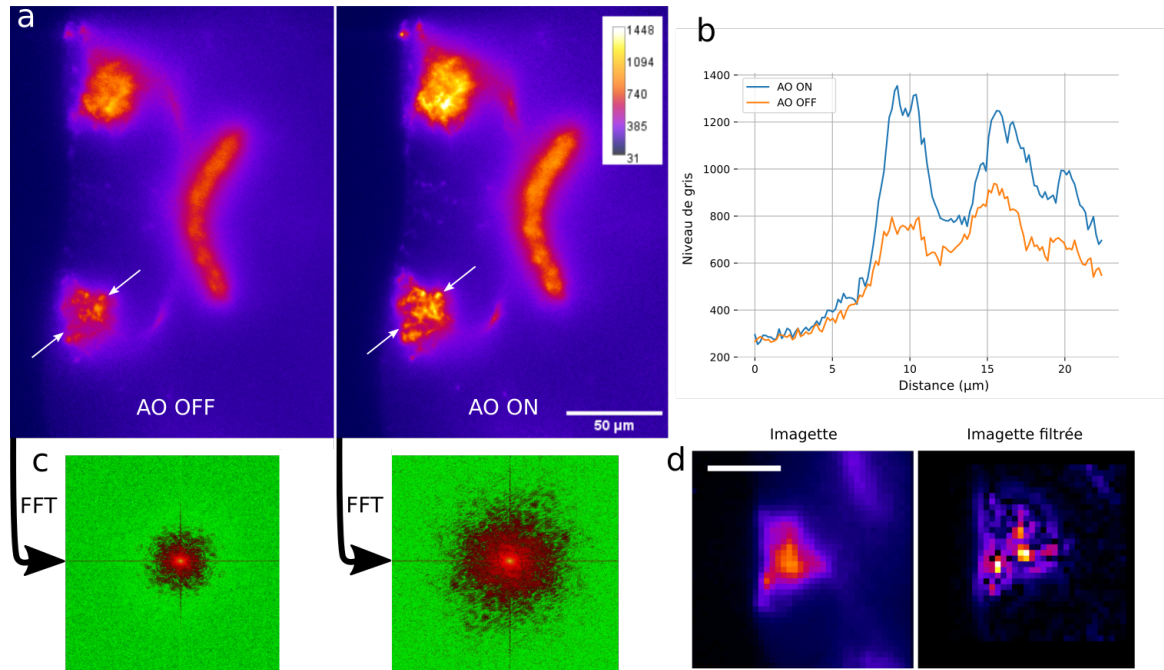 a
1448
1094
740
385
31
AO OFF
AO ON
50 µm
b
1400
1200
1000
800
600
400
200
AO ON
AO OFF
Niveau de gris
0
5
10
15
20
Distance (µm)
c
FFT
FFT
d
Imagette
Imagette filtrée